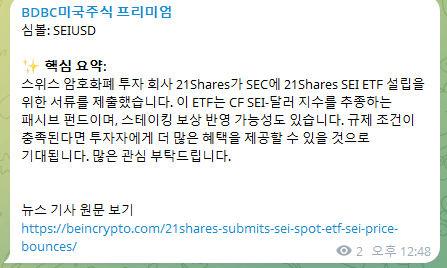 BDBC미국주식 프리미엄
심볼: SEIUSD
✨ 핵심 요약:
스위스 암호화폐 투자 회사 21Shares가 SEC에 21Shares SEI ETF 설립을
위한 서류를 제출했습니다. 이 ETF는 CF SEI-달러 지수를 추종하는
패시브 펀드이며, 스테이킹 보상 반영 가능성도 있습니다. 규제 조건이
충족된다면 투자자에게 더 많은 혜택을 제공할 수 있을 것으로
기대됩니다. 많은 관심 부탁드립니다.
뉴스 기사 원문 보기
https://beincrypto.com/21shares-submits-sei-spot-etf-sei-price-
bounces/
2 오후 12:48